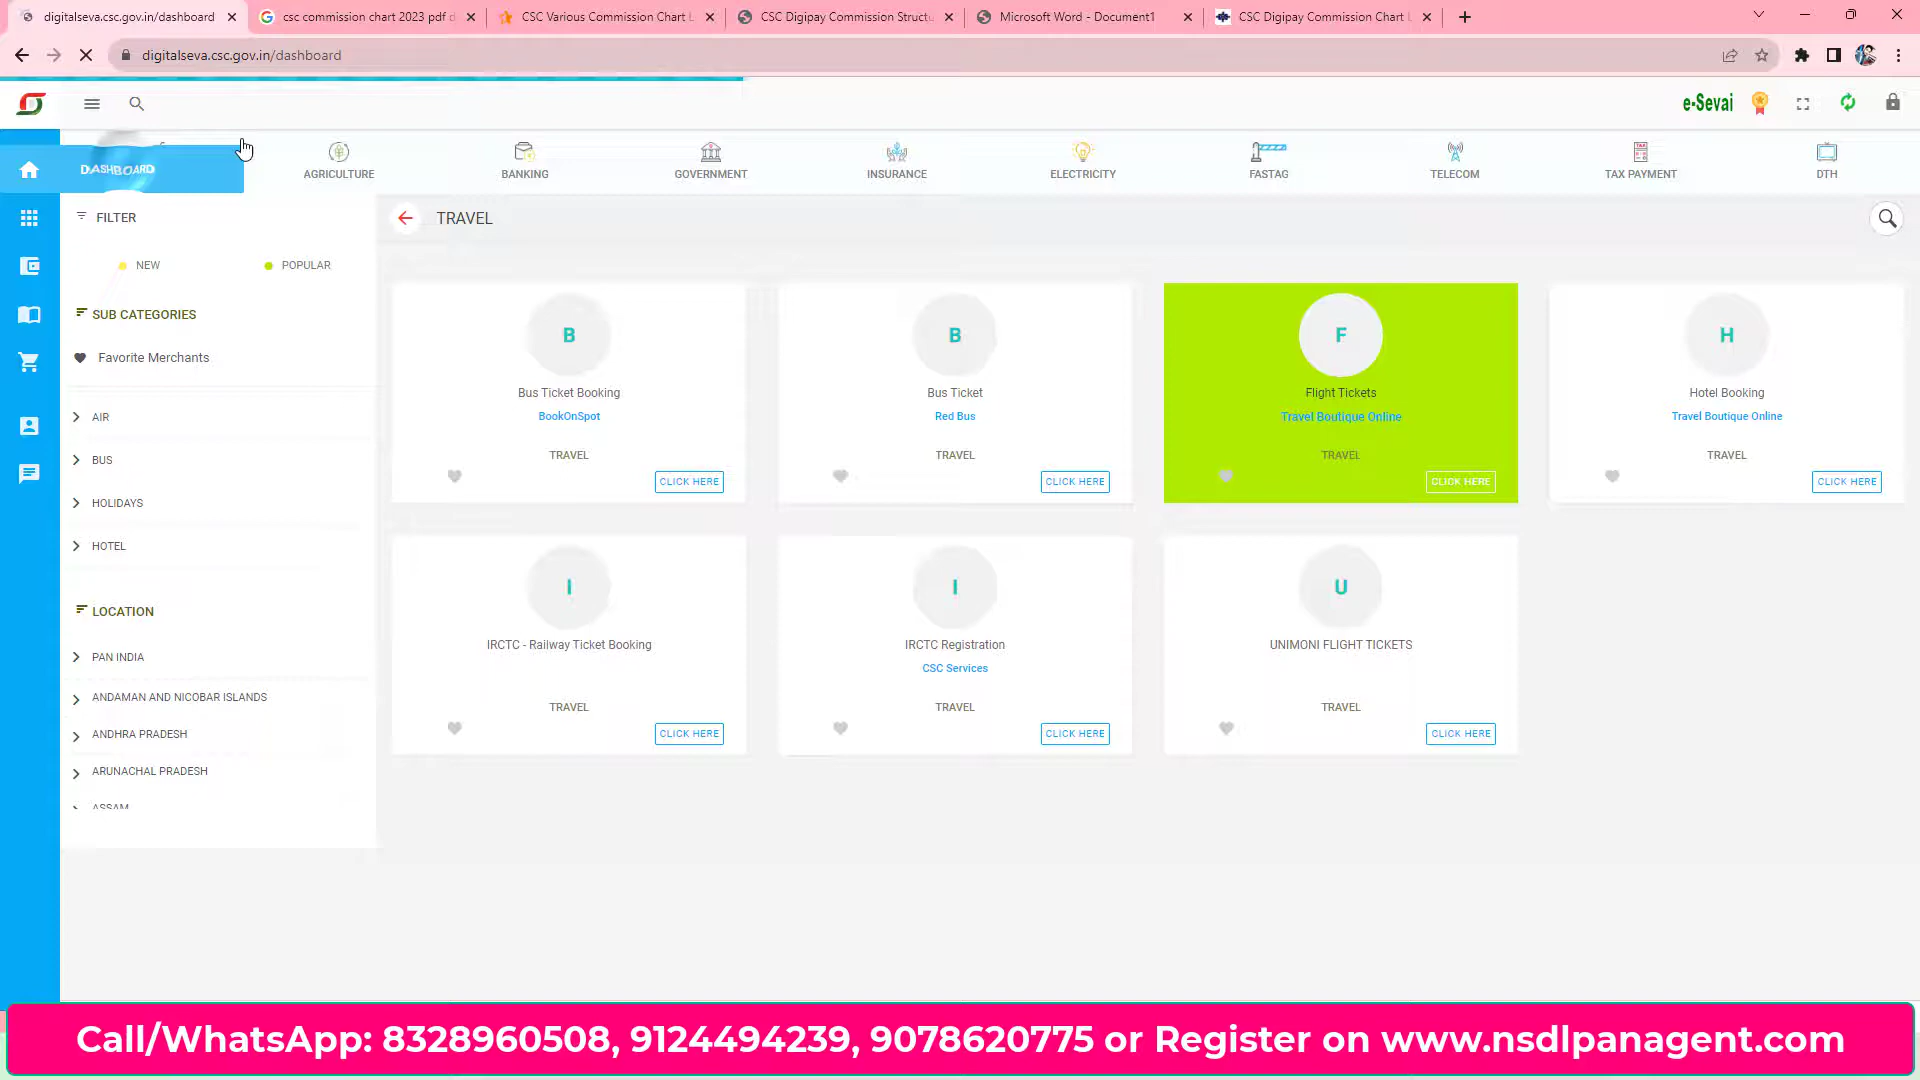 digitalseva.csc.gov.in/dashboard
csc commission chart 2023 pdf d
CSC Various Commission Chart L
CSC Digipay Commission Structu
Microsoft Word - Document1
CSC Digipay Commission Chart L
digitalseva.csc.gov.in/dashboard
e-Sevai
DASHBOARD
AGRICULTURE
BANKING
GOVERNMENT
INSURANCE
ELECTRICITY
FASTAG
TELECOM
TAX PAYMENT
DTH
FILTER
TRAVEL
NEW
POPULAR
SUB CATEGORIES
Favorite Merchants
AIR
BUS
HOLIDAYS
HOTEL
LOCATION
PAN INDIA
ANDAMAN AND NICOBAR ISLANDS
ANDHRA PRADESH
ARUNACHAL PRADESH
ASSAM
B
Bus Ticket Booking
BookOnSpot
TRAVEL
CLICK HERE
B
Bus Ticket
Red Bus
TRAVEL
CLICK HERE
F
Flight Tickets
Travel Boutique Online
TRAVEL
CLICK HERE
H
Hotel Booking
Travel Boutique Online
TRAVEL
CLICK HERE
I
IRCTC - Railway Ticket Booking
TRAVEL
CLICK HERE
I
IRCTC Registration
CSC Services
TRAVEL
CLICK HERE
U
UNIMONI FLIGHT TICKETS
TRAVEL
CLICK HERE
Call/WhatsApp: 8328960508, 9124494239, 9078620775 or Register on www.nsdlpanagent.com